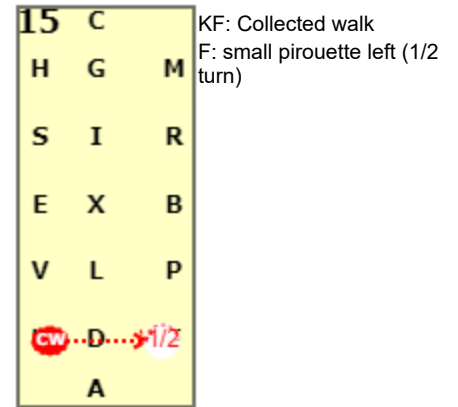 15 C
KF: Collected walk
F: small pirouette left (1/2
turn)
H G M
S I R
E X B
V L P
CW D 1/2
A